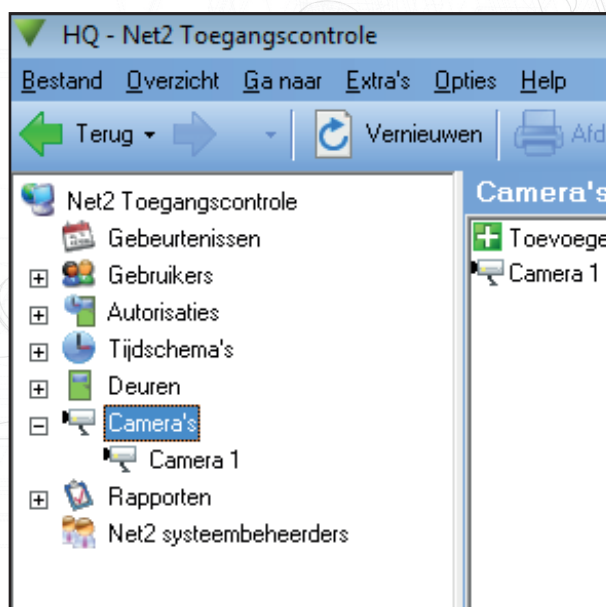 HQ - Net2 Toegangscontrole
Bestand Overzicht Ga naar Extra's Opties Help
Terug Vernieuwen Afd
Net2 Toegangscontrole
Gebeurtenissen
Gebruikers
Autorisaties
Tijdschema's
Deuren
Camera's
Camera 1
Rapporten
Net2 systeembeheerders
Camera's
Toevoege
Camera 1